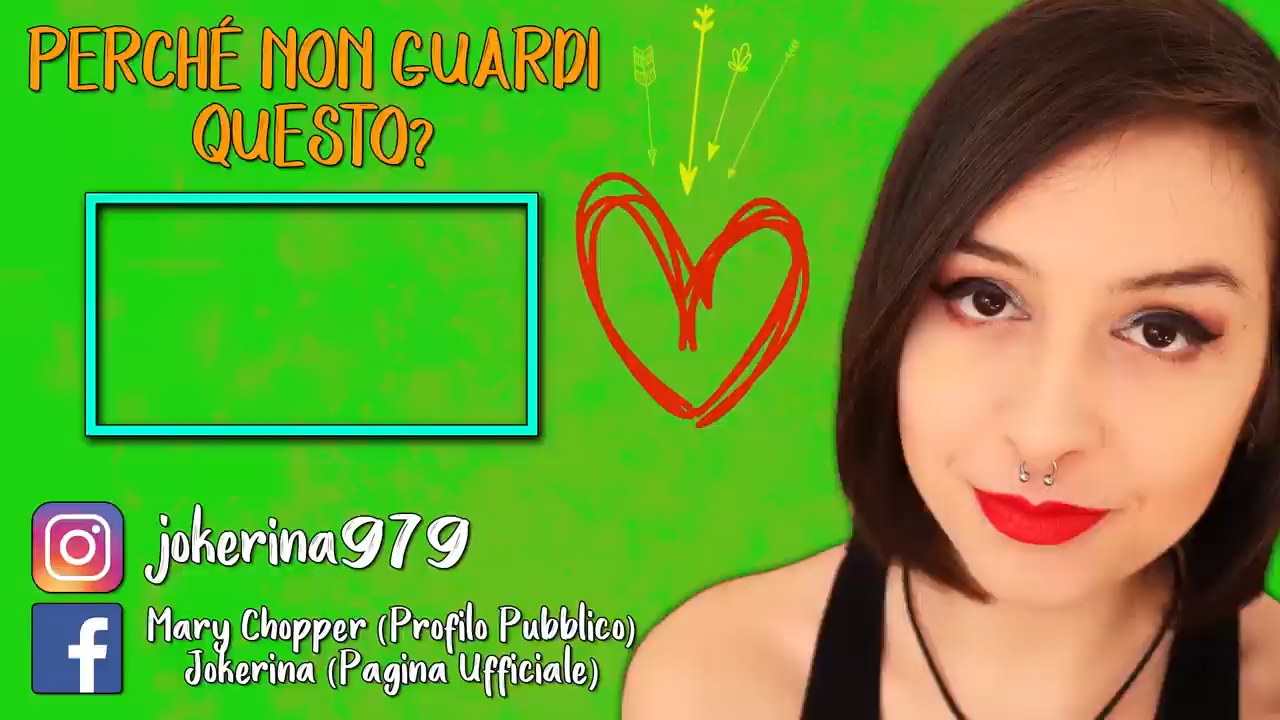 PERCHÉ NON GUARDI
QUESTO?
jokerina979
Mary Chopper (Profilo Pubblico)
Jokerina (Pagina Ufficiale)